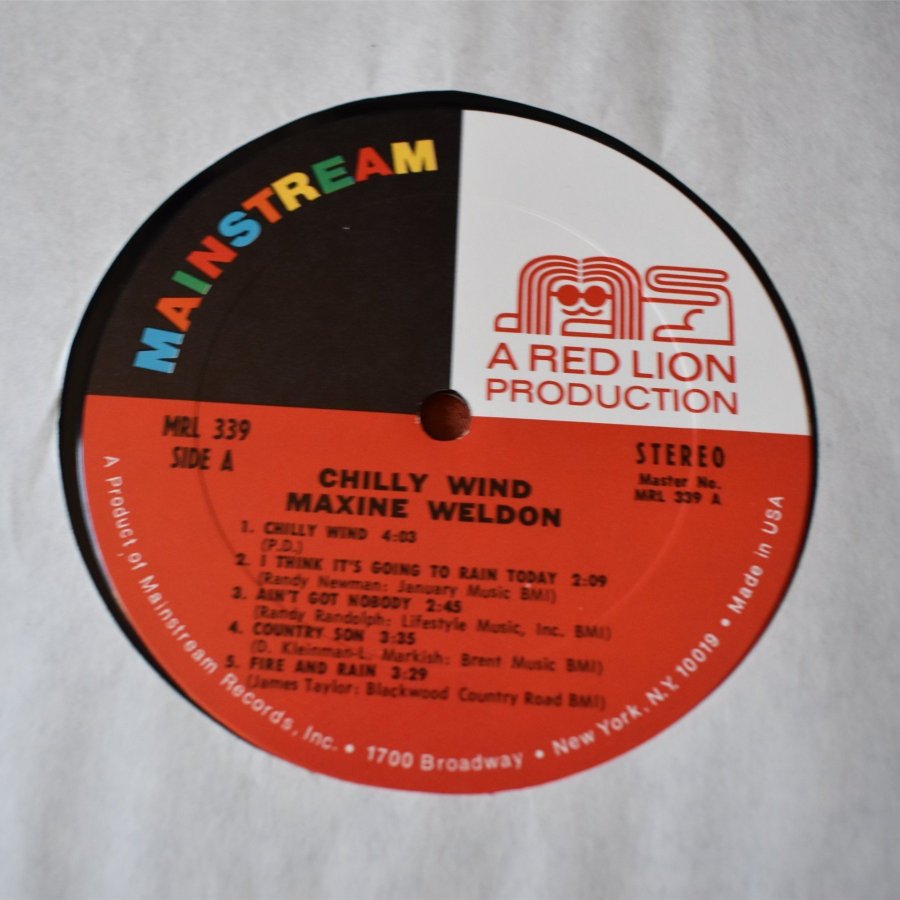 MAINSTREAM
A RED LION
PRODUCTION
MRL 339
SIDE A
STEREO
Master No.
MRL 339 A
CHILLY WIND
MAXINE WELDON
1. CHILLY WIND 4:03
(P.D.)
2. I THINK IT'S GOING TO RAIN TODAY 2:09
(Randy Newman: January Music BMI)
3. AIN'T GOT NOBODY 2:45
(Randy Randolph: Lifestyle Music, Inc. BMI)
4. COUNTRY SON 3:35
(D. Kleinman-L. Markish: Brent Music BMI)
5. FIRE AND RAIN 3:29
(James Taylor: Blackwood Country Road BMI)
A Product of Mainstream Records, Inc. • 1700 Broadway • New York, N.Y. 10019 • Made in USA